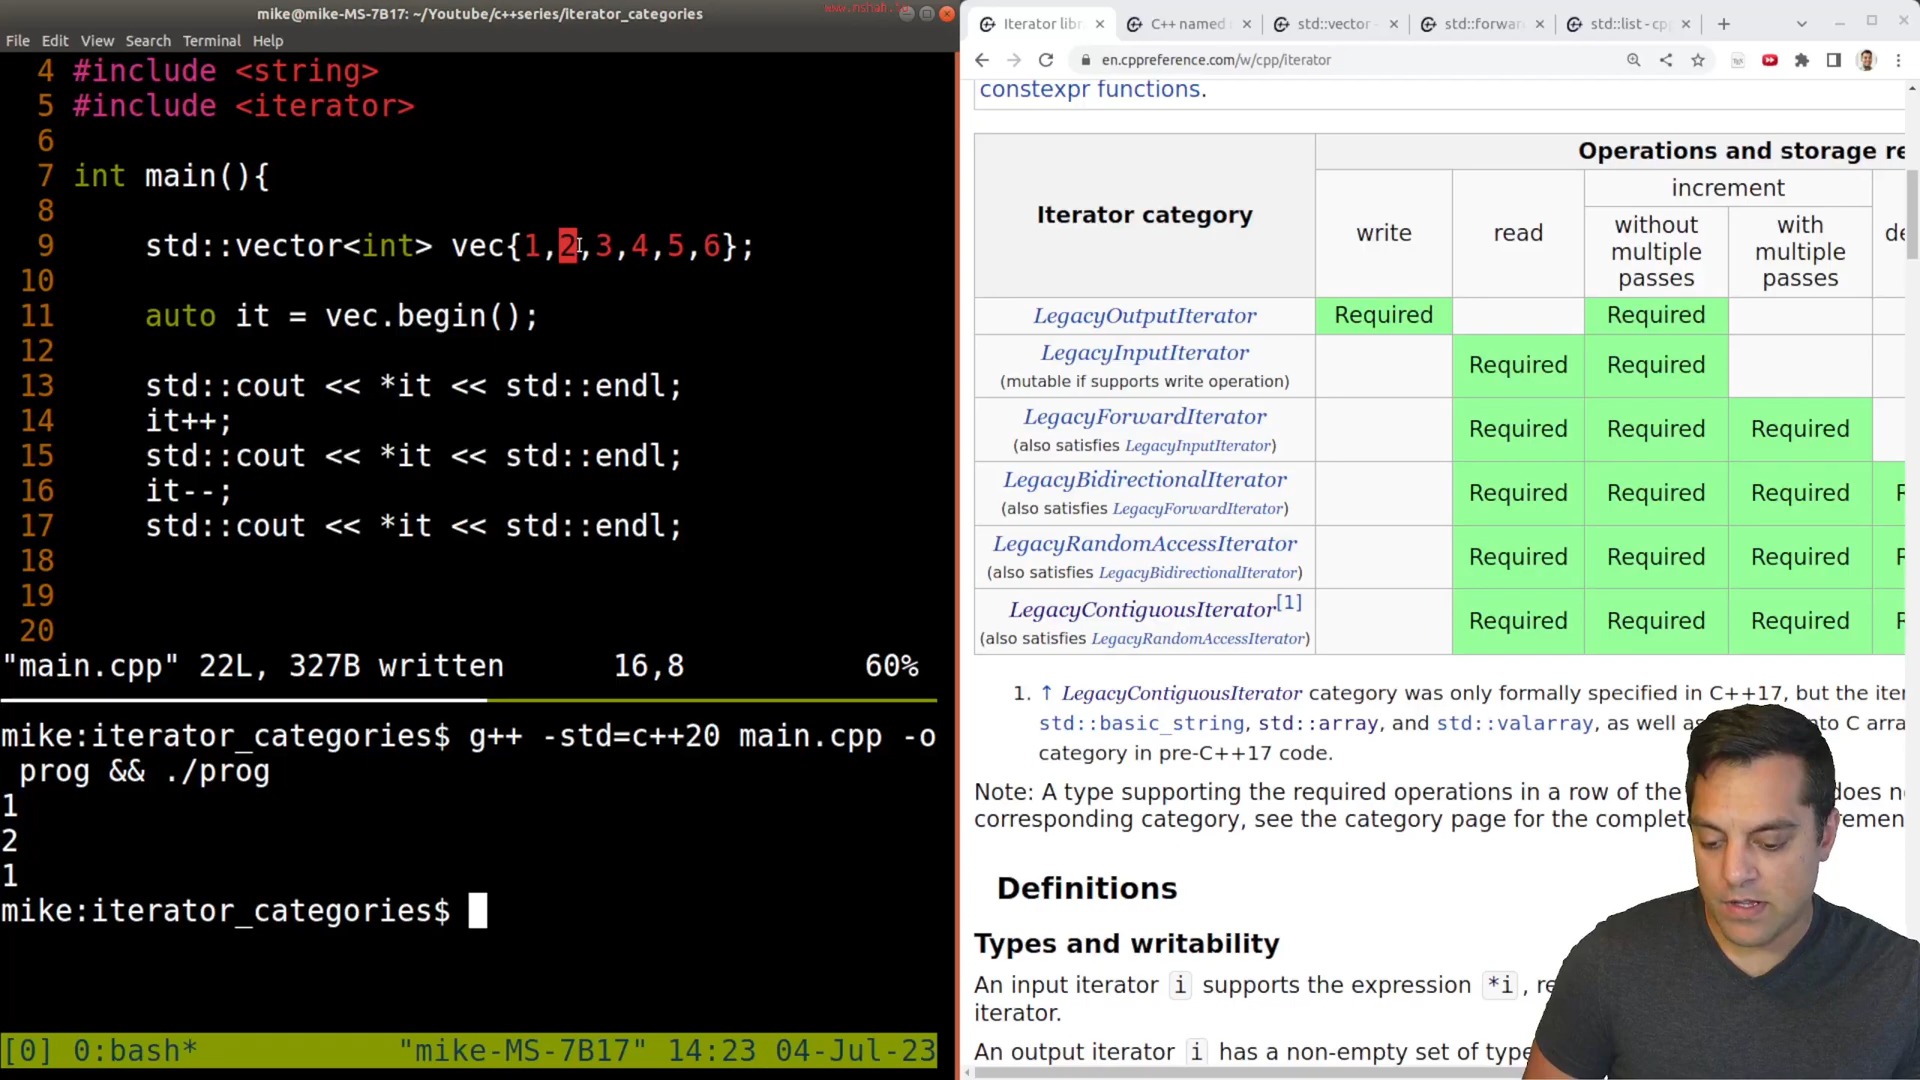 mike@mike-MS-7B17: ~/Youtube/c++series/iterator_categories
File Edit View Search Terminal Help
4 #include <string>
5 #include <iterator>
6
7 int main(){
8
9 std::vector<int> vec{1,2,3,4,5,6};
10
11 auto it = vec.begin();
12
13 std::cout << *it << std::endl;
14 it++;
15 std::cout << *it << std::endl;
16 it--;
17 std::cout << *it << std::endl;
18
19
20
"main.cpp" 22L, 327B written 16,8 60%
mike:iterator_categories$ g++ -std=c++20 main.cpp -o
prog && ./prog
1
2
1
mike:iterator_categories$
[0] 0:bash* "mike-MS-7B17" 14:23 04-Jul-23
Iterator libr
C++ named
std::vector -
std::forwar
std::list - cp
en.cppreference.com/w/cpp/iterator
constexpr functions.
Iterator category
Operations and storage re
write
read
increment
without multiple passes
with multiple passes
de
LegacyOutputIterator Required Required
LegacyInputIterator Required Required
(mutable if supports write operation)
LegacyForwardIterator Required Required Required
(also satisfies LegacyInputIterator)
LegacyBidirectionalIterator Required Required Required R
(also satisfies LegacyForwardIterator)
LegacyRandomAccessIterator Required Required Required R
(also satisfies LegacyBidirectionalIterator)
LegacyContiguousIterator[1] Required Required Required R
(also satisfies LegacyRandomAccessIterator)
1. ↑ LegacyContiguousIterator category was only formally specified in C++17, but the iter
std::basic_string, std::array, and std::valarray, as well as nto C arra
category in pre-C++17 code.
Note: A type supporting the required operations in a row of the does no
corresponding category, see the category page for the complet remen
Definitions
Types and writability
An input iterator i supports the expression *i, re
iterator.
An output iterator i has a non-empty set of type